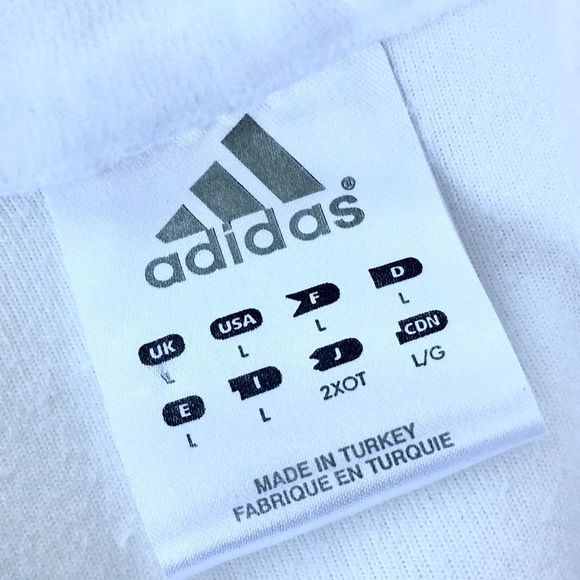 adidas®
UK USA F D
L L L L
E I J CDN
L L 2XOT L/G
MADE IN TURKEY
FABRIQUE EN TURQUIE